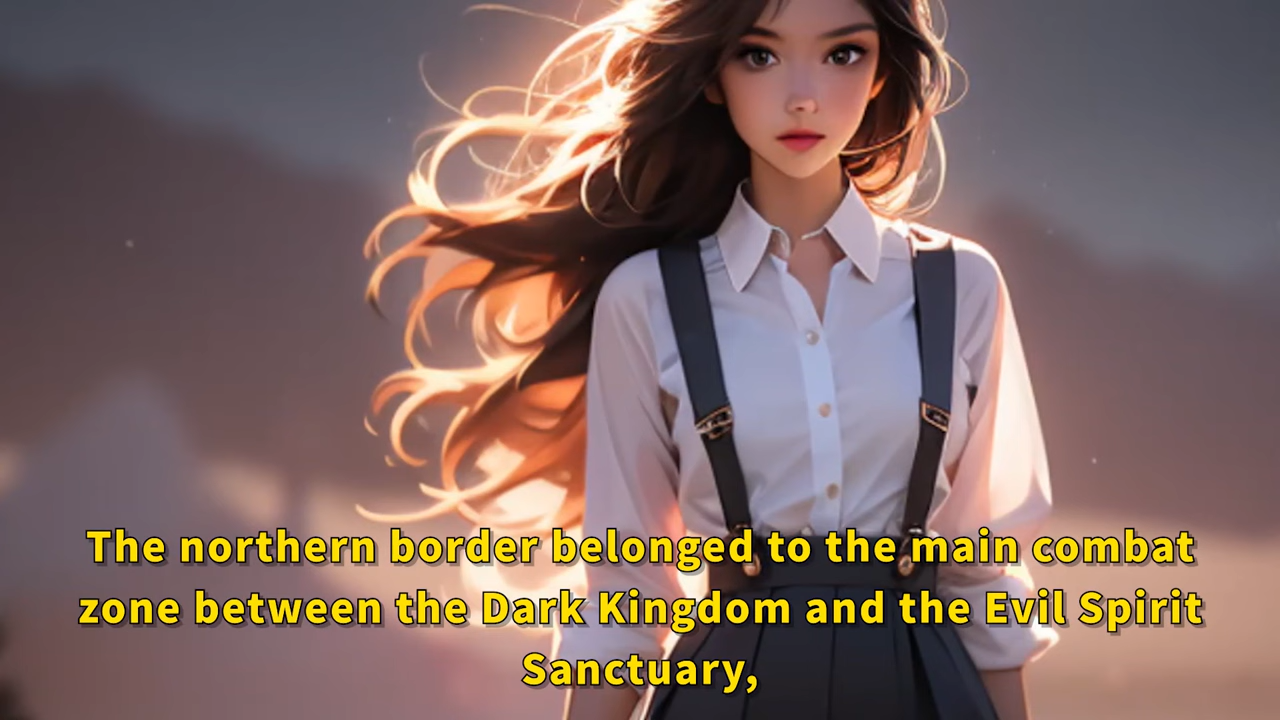 The northern border belonged to the main combat
zone between the Dark Kingdom and the Evil Spirit
Sanctuary,